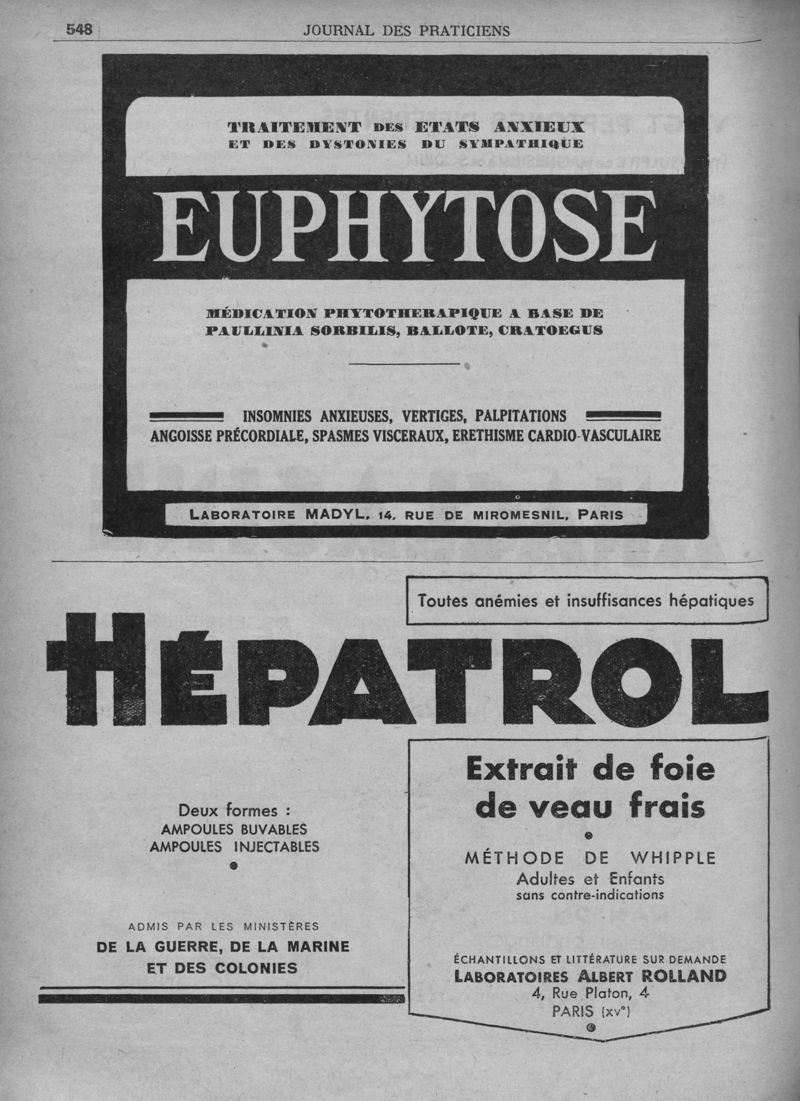 548
JOURNAL DES PRATICIENS
TRAITEMENT DES ETATS ANXIEUX
ET DES DYSTONIES DU SYMPATHIQUE
EUPHYTOSE
MÉDICATION PHYTOTHERAPIQUE A BASE DE
PAULLINIA SORBILIS, BALLOTE, CRATOEGUS
INSOMNIES ANXIEUSES, VERTIGES, PALPITATIONS
ANGOISSE PRÉCORDIALE, SPASMES VISCERAUX, ERETHISME CARDIO-VASCULAIRE
LABORATOIRE MADYL, 14, RUE DE MIROMESNIL, PARIS
Toutes anémies et insuffisances hépatiques
HÉPATROL
Deux formes :
AMPOULES BUVABLES
AMPOULES INJECTABLES
ADMIS PAR LES MINISTÈRES
DE LA GUERRE, DE LA MARINE
ET DES COLONIES
Extrait de foie
de veau frais
MÉTHODE DE WHIPPLE
Adultes et Enfants
sans contre-indications
ÉCHANTILLONS ET LITTÉRATURE SUR DEMANDE
LABORATOIRES ALBERT ROLLAND
4, Rue Platon, 4
PARIS (XVe)